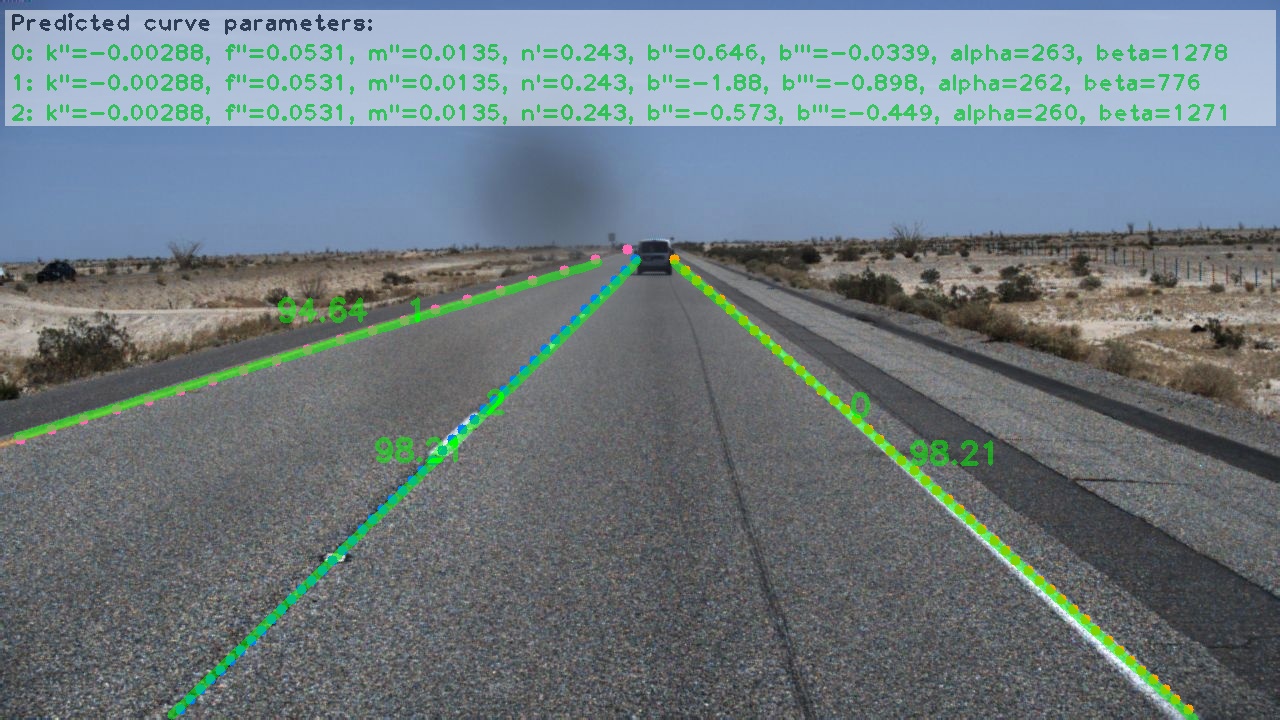 Predicted curve parameters:
0: k"=-0.00288, f"=0.0531, m"=0.0135, n'=0.243, b"=0.646, b'''=-0.0339, alpha=263, beta=1278
1: k"=-0.00288, f"=0.0531, m"=0.0135, n'=0.243, b"=-1.88, b'''=-0.898, alpha=262, beta=776
2: k"=-0.00288, f"=0.0531, m"=0.0135, n'=0.243, b"=-0.573, b'''=-0.449, alpha=260, beta=1271
94.64 1
2 0
98.21 98.21